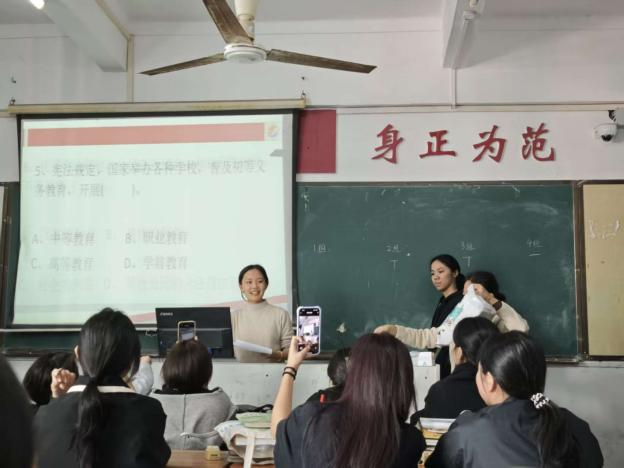 5、宪法规定，国家举办各种学校，普及初等义
务教育，开展（ ）。
A、中等教育 B、职业教育
C、高等教育 D、学前教育
身正为范
1组 2组 3组 4组
T T